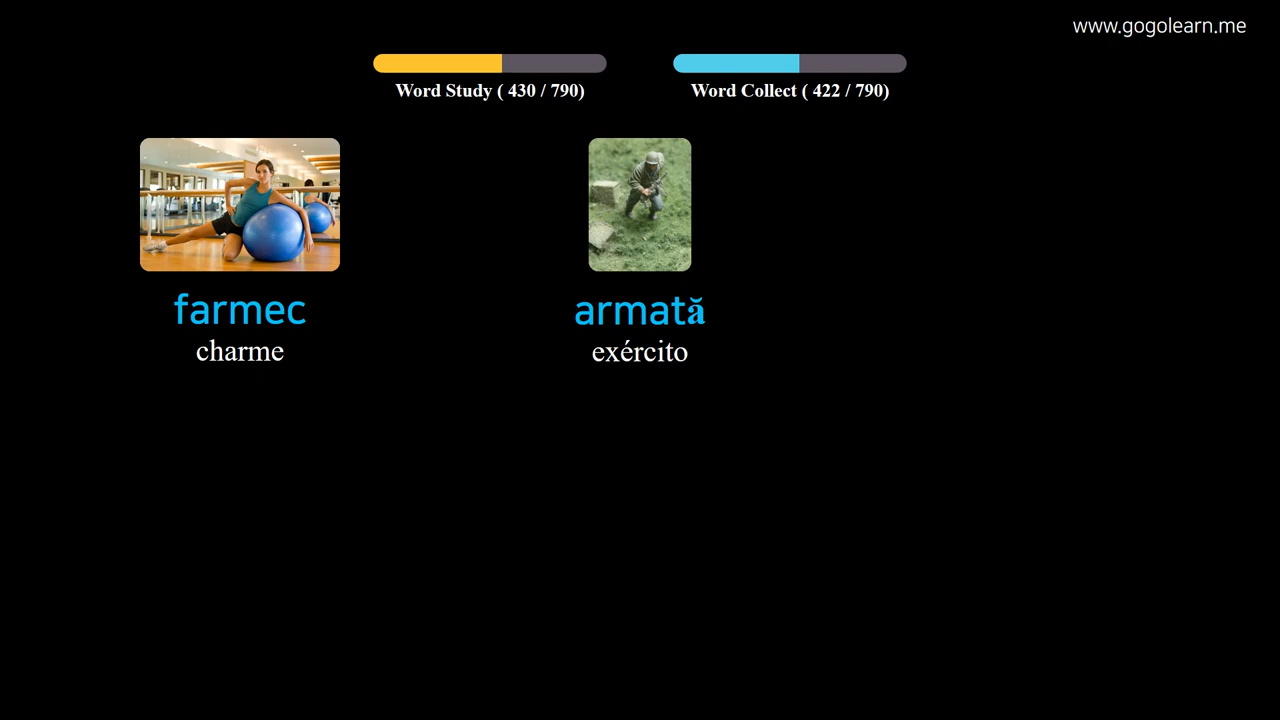 www.gogolearn.me
Word Study ( 430 / 790)
Word Collect ( 422 / 790)
farmec
charme
armată
exército